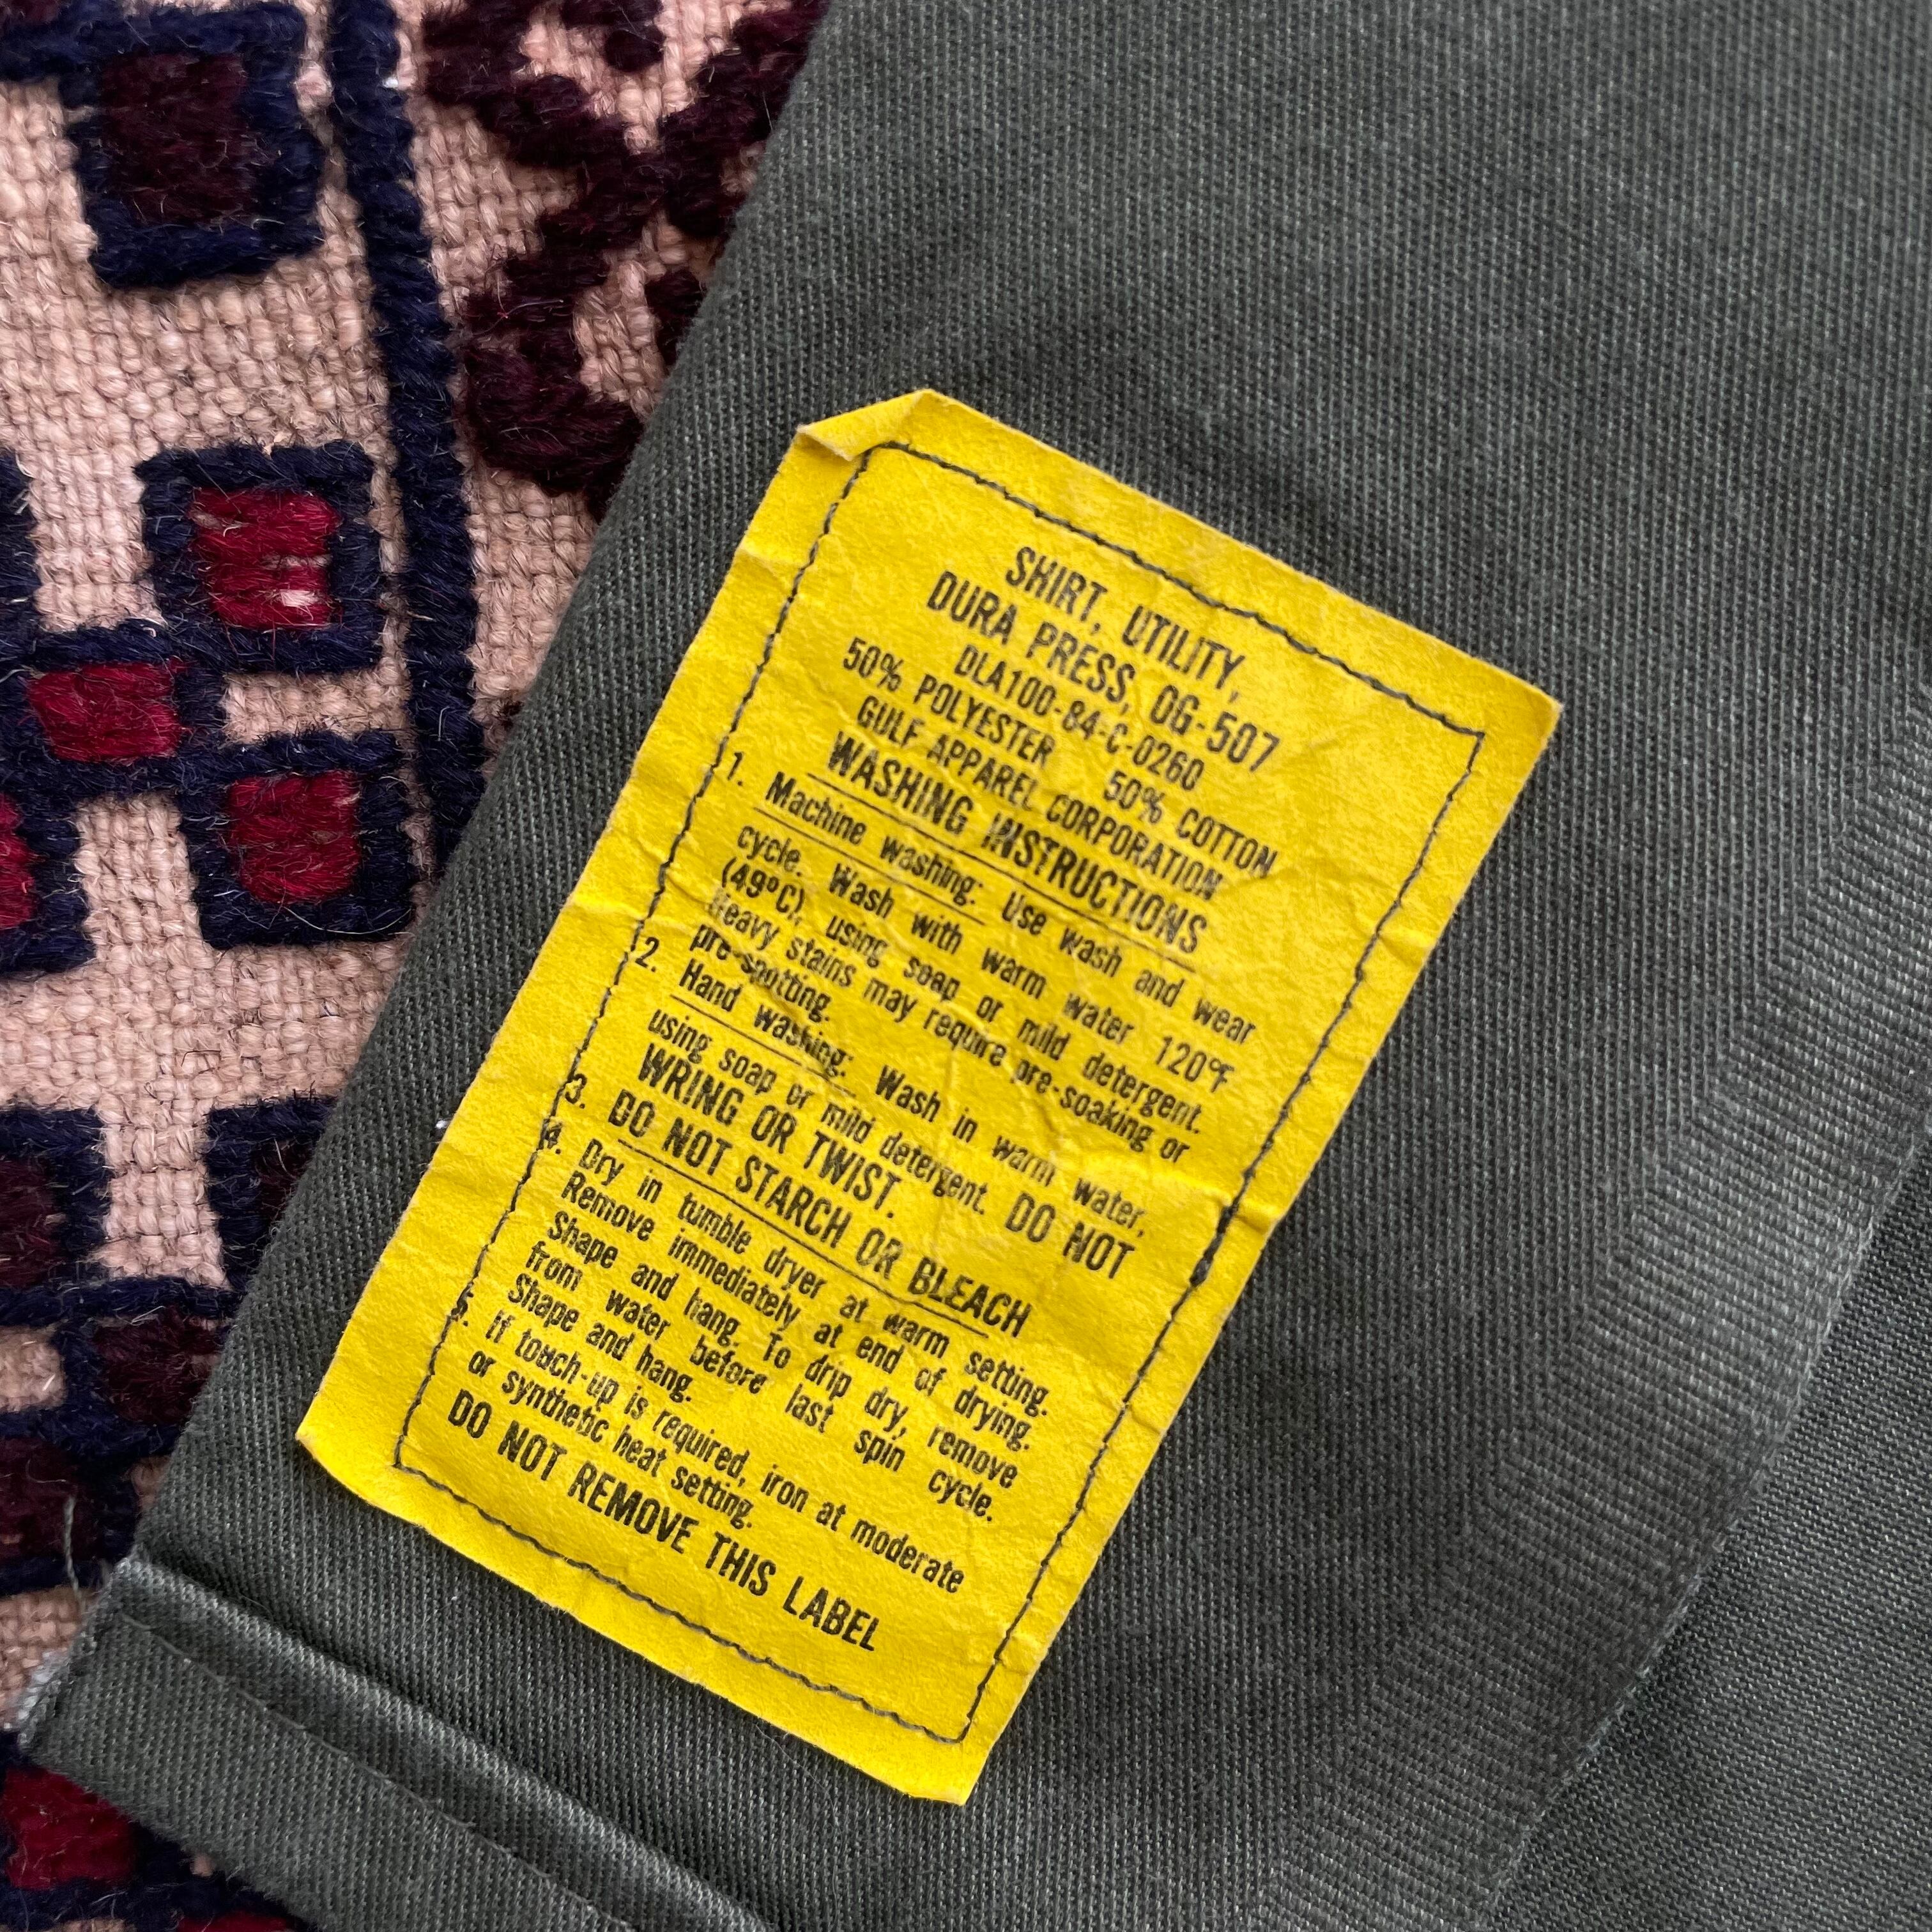 SHIRT, UTILITY,
DURA PRESS, OG-507
DLA100-84-C-0260
50% POLYESTER 50% COTTON
GULF APPAREL CORPORATION
WASHING INSTRUCTIONS
1. Machine washing: Use wash and wear
cycle. Wash with warm water 120°F
(49°C), using soap or mild detergent.
Heavy stains may require pre-soaking or
pre-spotting.
2. Hand washing: Wash in warm water,
using soap or mild detergent. DO NOT
WRING OR TWIST.
3. DO NOT STARCH OR BLEACH
4. Dry in tumble dryer at warm setting.
Remove immediately at end of drying.
Shape and hang. To drip dry, remove
from water before last spin cycle.
Shape and hang.
5. If touch-up is required, iron at moderate
or synthetic heat setting.
DO NOT REMOVE THIS LABEL